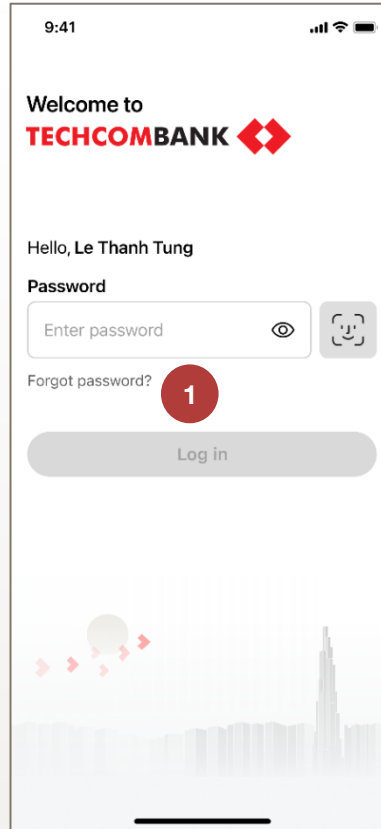 9:41
Welcome to
TECHCOMBANK
Hello, Le Thanh Tung
Password
Enter password
Forgot password?
1
Log in